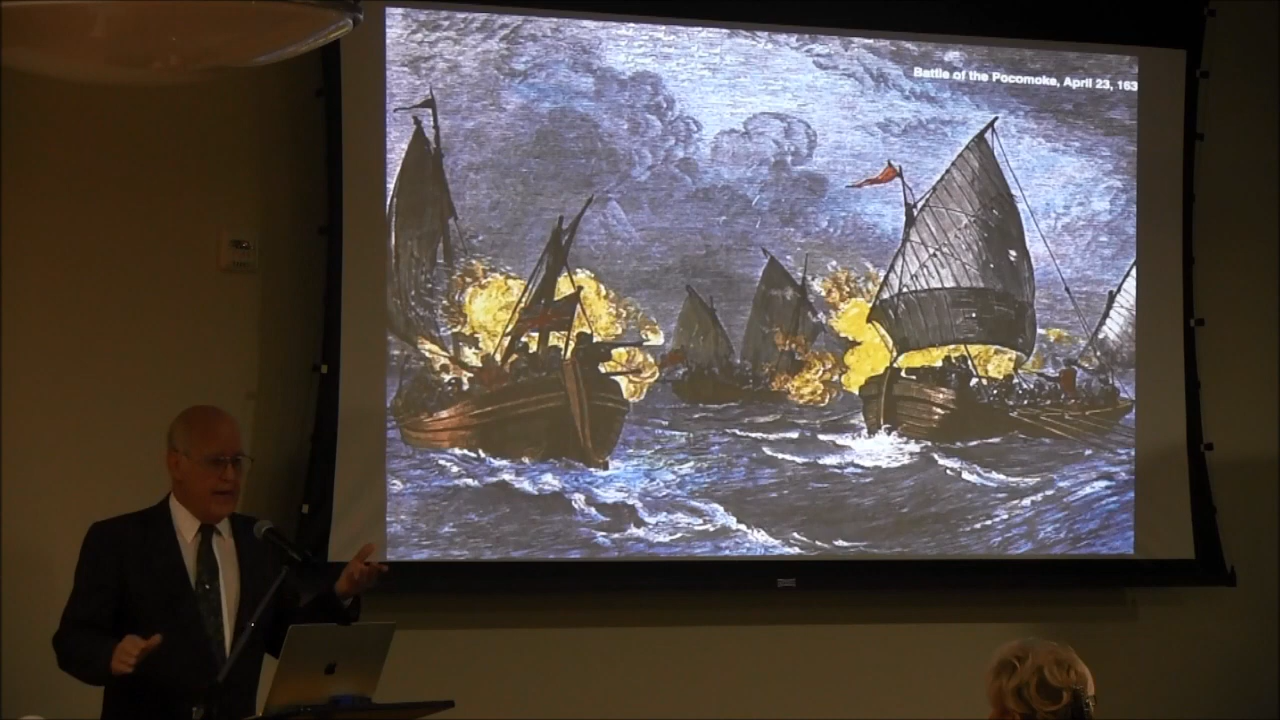 Battle of the Pocomoke, April 23, 163